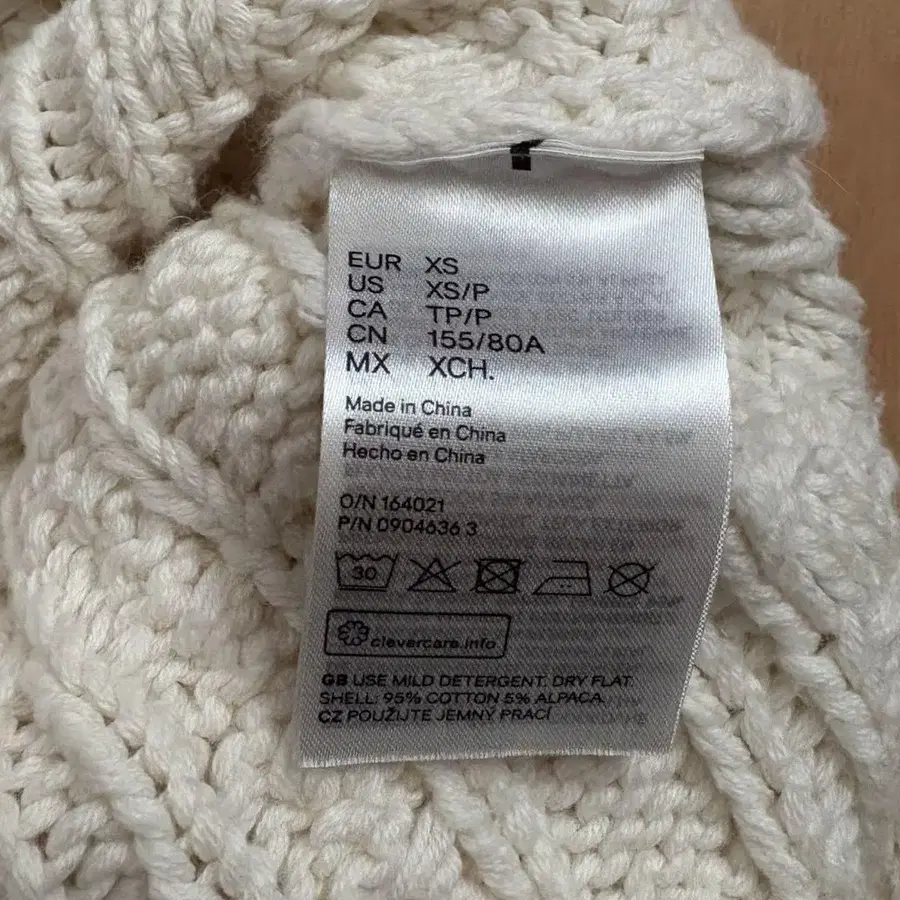 EUR XS
US XS/P
CA TP/P
CN 155/80A
MX XCH.
Made in China
Fabriqué en China
Hecho en China
O/N 164021
P/N 0904636 3
30
clevercare.info
GB USE MILD DETERGENT. DRY FLAT.
SHELL: 95% COTTON 5% ALPACA
CZ POUŽIJTE JEMNÝ PRACÍ